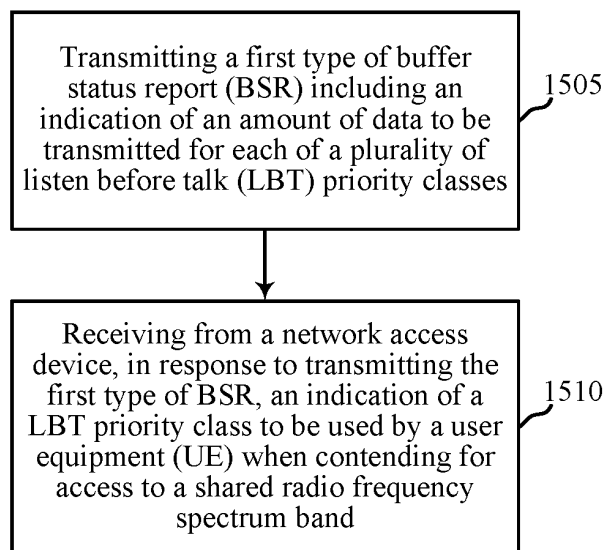 Transmitting a first type of buffer
status report (BSR) including an
indication of an amount of data to be
transmitted for each of a plurality of
listen before talk (LBT) priority classes
1505
Receiving from a network access
device, in response to transmitting the
first type of BSR, an indication of a
LBT priority class to be used by a user
equipment (UE) when contending for
access to a shared radio frequency
spectrum band
1510